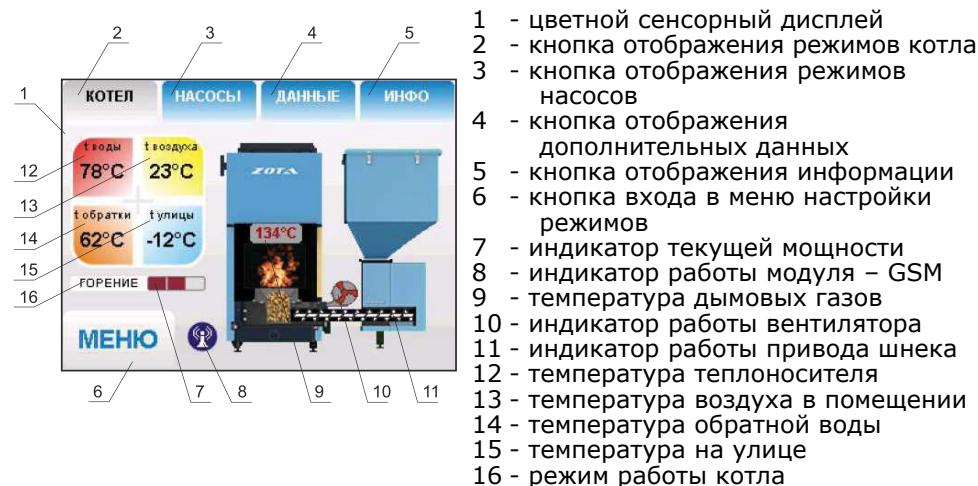 2 3 4 5
1
КОТЕЛ НАСОСЫ ДАННЫЕ ИНФО
t воды t воздуха
12
78°C 23°C
ZOTA
13
t обратки t улицы
14
62°C -12°C
134°C
15
16
ГОРЕНИЕ
МЕНЮ
6 7 8 9 10 11
1 - цветной сенсорный дисплей
2 - кнопка отображения режимов котла
3 - кнопка отображения режимов
насосов
4 - кнопка отображения
дополнительных данных
5 - кнопка отображения информации
6 - кнопка входа в меню настройки
режимов
7 - индикатор текущей мощности
8 - индикатор работы модуля – GSM
9 - температура дымовых газов
10 - индикатор работы вентилятора
11 - индикатор работы привода шнека
12 - температура теплоносителя
13 - температура воздуха в помещении
14 - температура обратной воды
15 - температура на улице
16 - режим работы котла